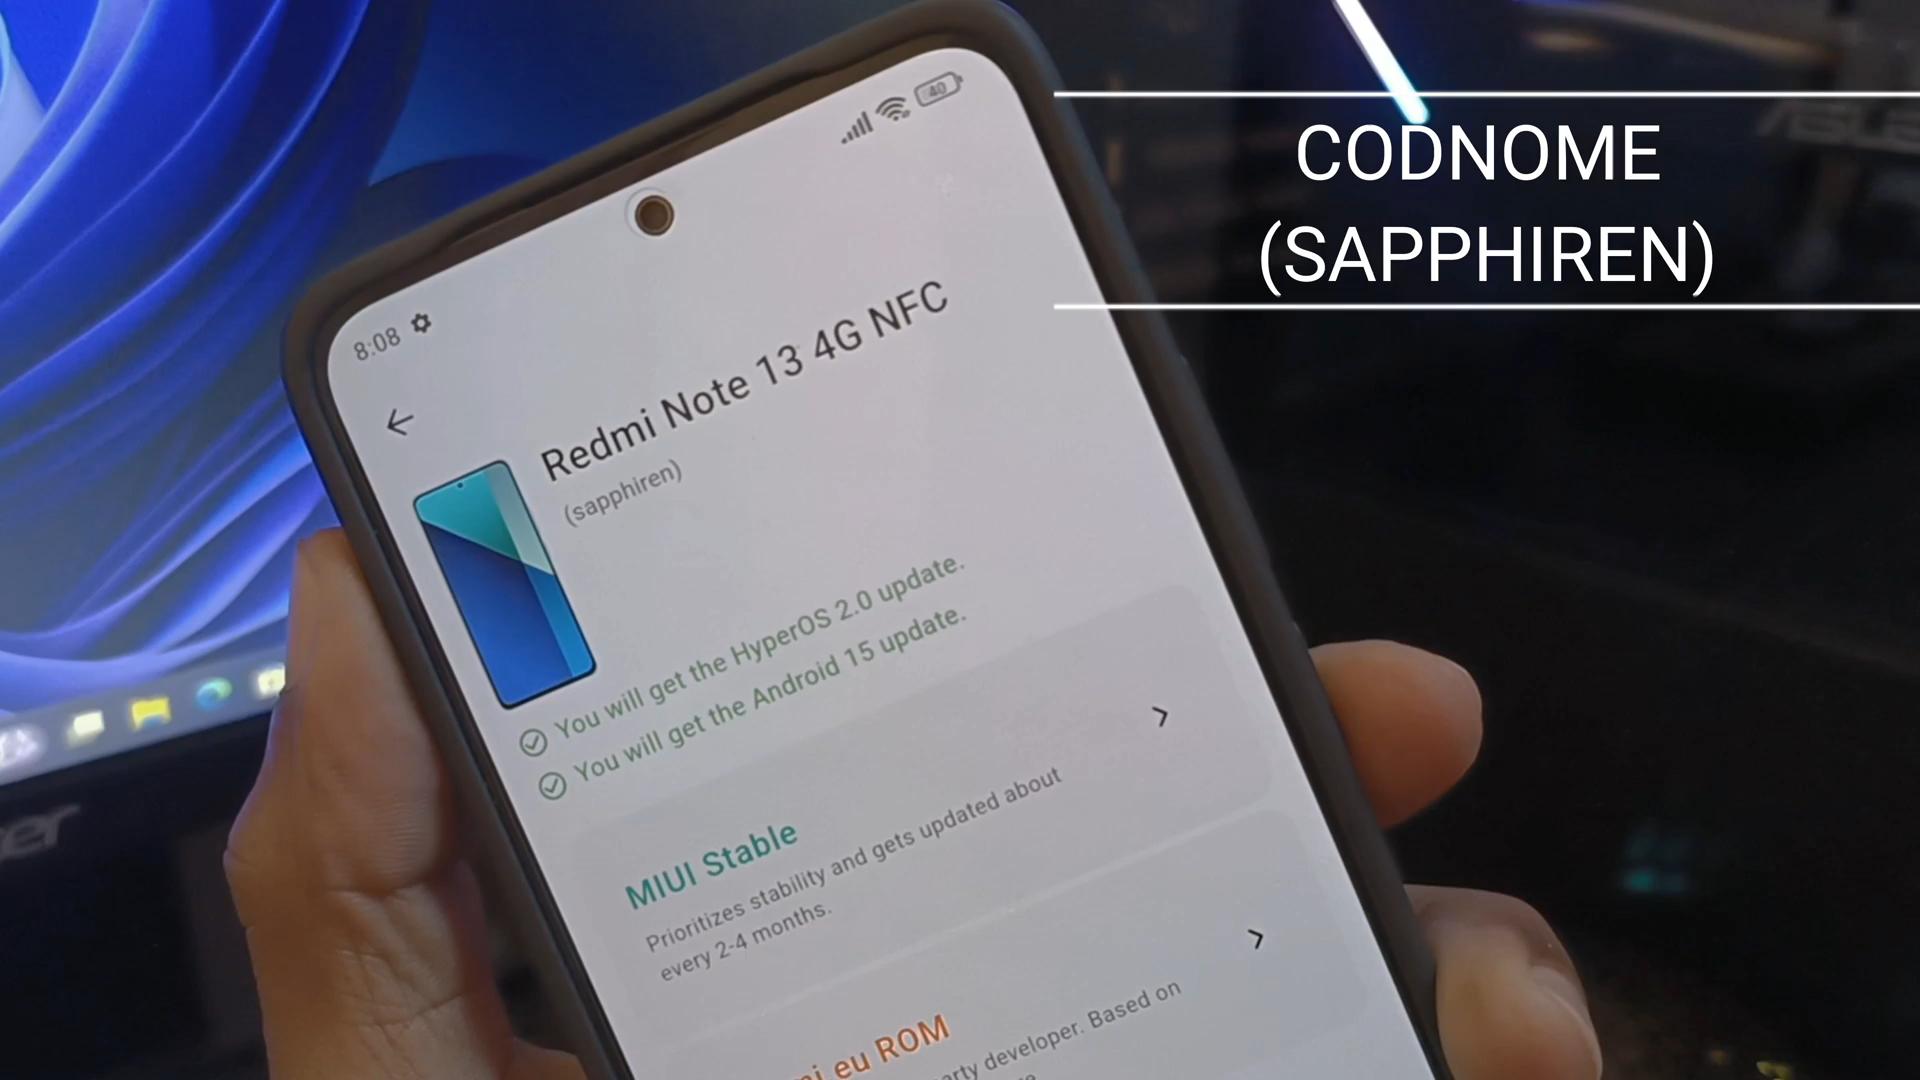 CODNOME
(SAPPHIREN)
40
8:08
Redmi Note 13 4G NFC
(sapphiren)
You will get the HyperOS 2.0 update.
You will get the Android 15 update.
MIUI Stable
Prioritizes stability and gets updated about
every 2-4 months.
eu ROM
developer. Based on
ASUS